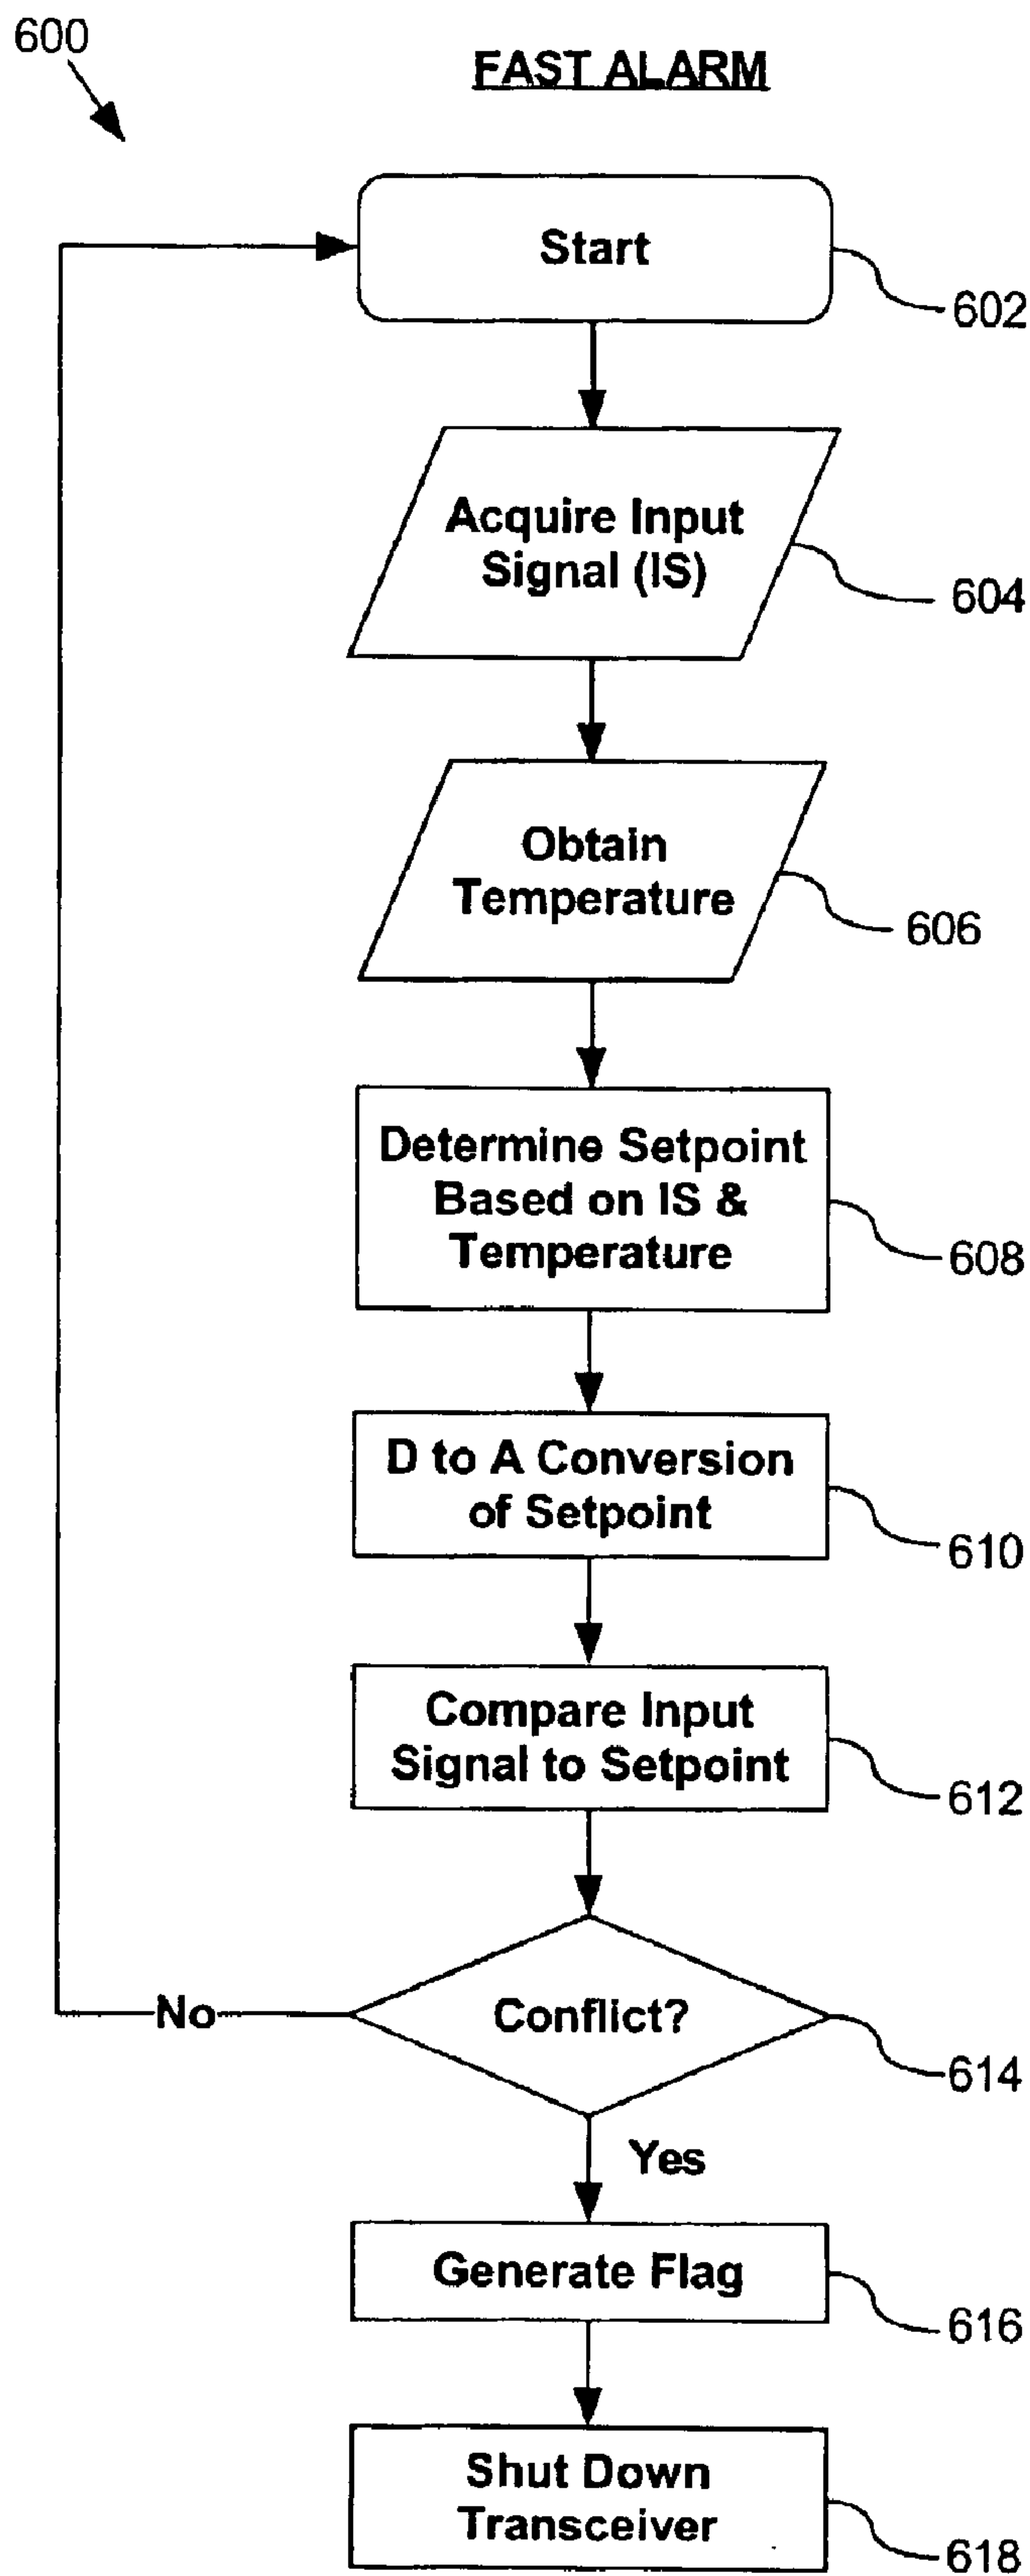 600
FAST ALARM
Start
602
Acquire Input
Signal (IS)
604
Obtain
Temperature
606
Determine Setpoint
Based on IS &
Temperature
608
D to A Conversion
of Setpoint
610
Compare Input
Signal to Setpoint
612
Conflict?
No
614
Yes
Generate Flag
616
Shut Down
Transceiver
618